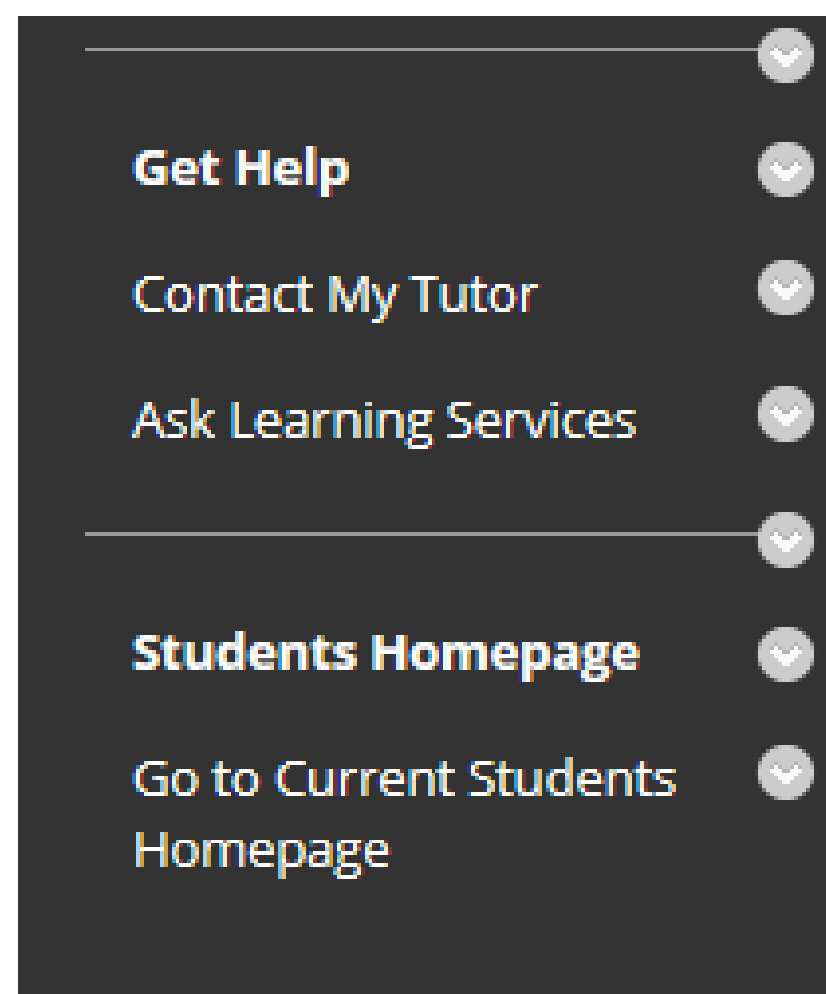 Get Help
Contact My Tutor
Ask Learning Services
Students Homepage
Go to Current Students
Homepage